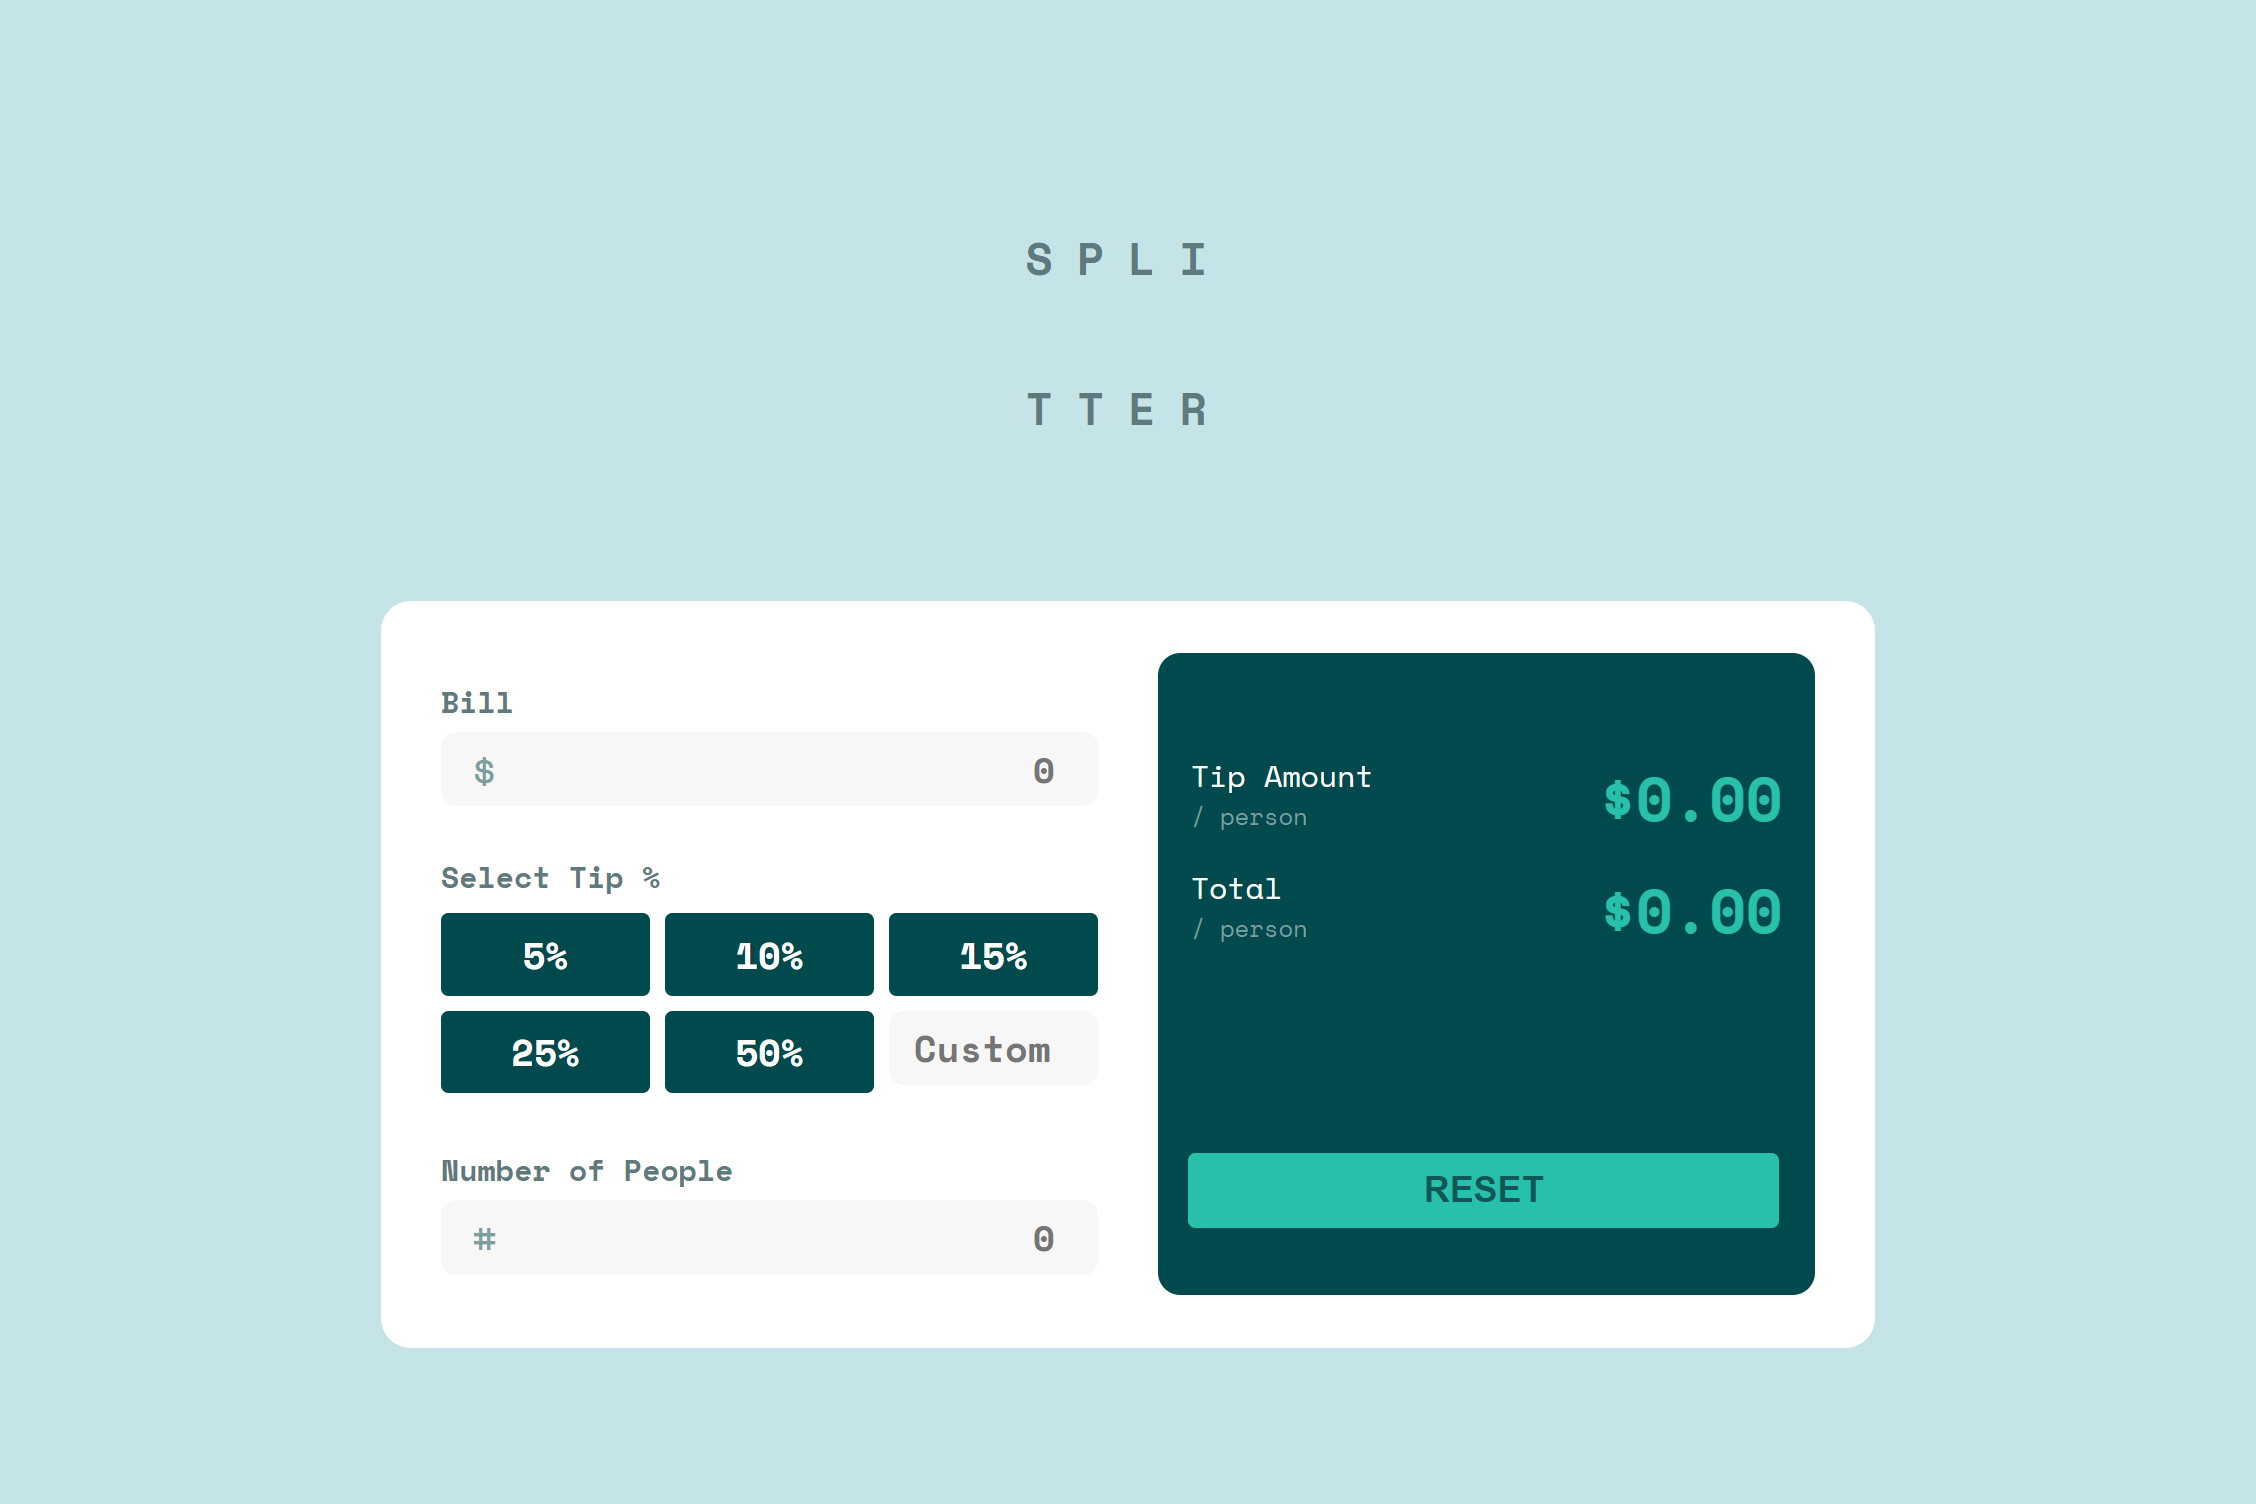 S P L I
T T E R
Bill
$ 0
Select Tip %
5% 10% 15%
25% 50% Custom
Number of People
# 0
Tip Amount
/ person
$0.00
Total
/ person
$0.00
RESET